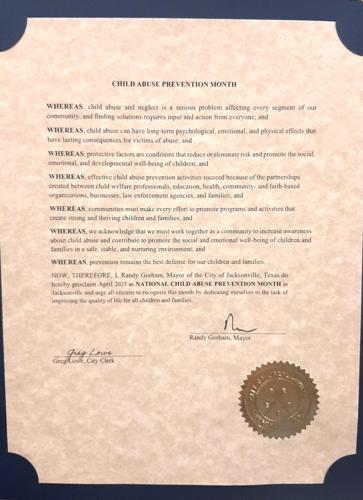 CHILD ABUSE PREVENTION MONTH
WHEREAS, child abuse and neglect is a serious problem affecting every segment of our
community, and finding solutions requires input and action from everyone; and
WHEREAS, child abuse can have long-term psychological, emotional, and physical effects that
have lasting consequences for victims of abuse; and
WHEREAS, protective factors are conditions that reduce or eliminate risk and promote the social,
emotional, and developmental well-being of children; and
WHEREAS, effective child abuse prevention activities succeed because of the partnerships
created between child welfare professionals, education, health, community- and faith-based
organizations, businesses, law enforcement agencies, and families; and
WHEREAS, communities must make every effort to promote programs and activities that
create strong and thriving children and families; and
WHEREAS, we acknowledge that we must work together as a community to increase awareness
about child abuse and contribute to promote the social and emotional well-being of children and
families in a safe, stable, and nurturing environment; and
WHEREAS, prevention remains the best defense for our children and families.
NOW, THEREFORE, I, Randy Gorham, Mayor of the City of Jacksonville, Texas do
hereby proclaim April 2025 as NATIONAL CHILD ABUSE PREVENTION MONTH in
Jacksonville and urge all citizens to recognize this month by dedicating ourselves to the task of
improving the quality of life for all children and families.
Randy Gorham, Mayor
Greg Lowe
Greg Lowe, City Clerk